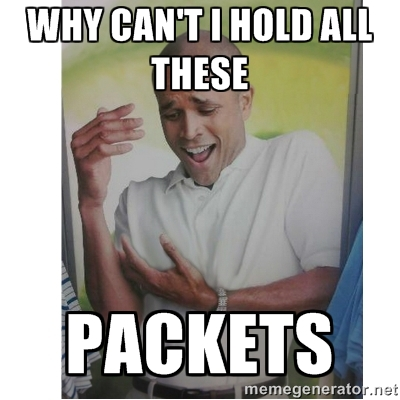 WHY CAN'T I HOLD ALL
THESE
PACKETS
memegenerator.net